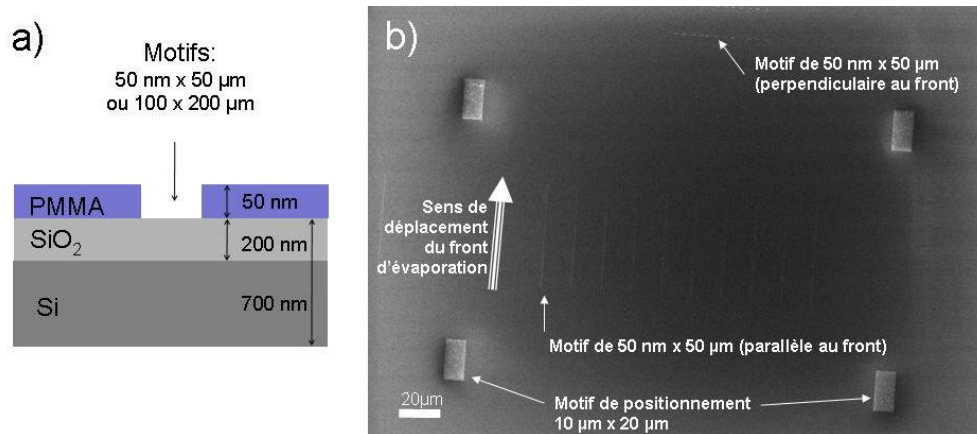 a)
Motifs:
50 nm x 50 µm
ou 100 x 200 µm
PMMA
50 nm
SiO2
200 nm
Si
700 nm
b)
Motif de 50 nm x 50 µm
(perpendiculaire au front)
Sens de
déplacement
du front
d'évaporation
Motif de 50 nm x 50 µm (parallèle au front)
20µm
Motif de positionnement
10 µm x 20 µm